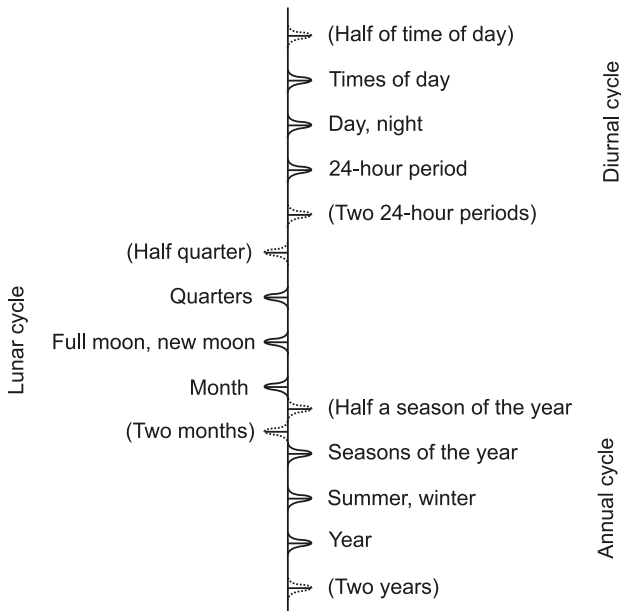 (Half of time of day)
Times of day
Day, night
24-hour period
(Two 24-hour periods)
Diurnal cycle
(Half quarter)
Quarters
Full moon, new moon
Month
(Two months)
Lunar cycle
(Half a season of the year
Seasons of the year
Summer, winter
Year
(Two years)
Annual cycle